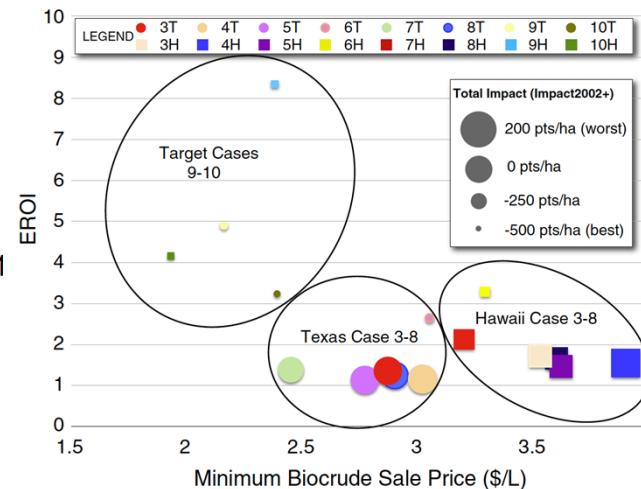 LEGEND 3T 4T 5T 6T 7T 8T 9T 10T
3H 4H 5H 6H 7H 8H 9H 10H
Total Impact (Impact2002+)
200 pts/ha (worst)
0 pts/ha
-250 pts/ha
-500 pts/ha (best)
Target Cases
9-10
Texas Case 3-8
Hawaii Case 3-8
EROI
10
9
8
7
6
5
4
3
2
1
0
1.5 2 2.5 3 3.5
Minimum Biocrude Sale Price ($/L)